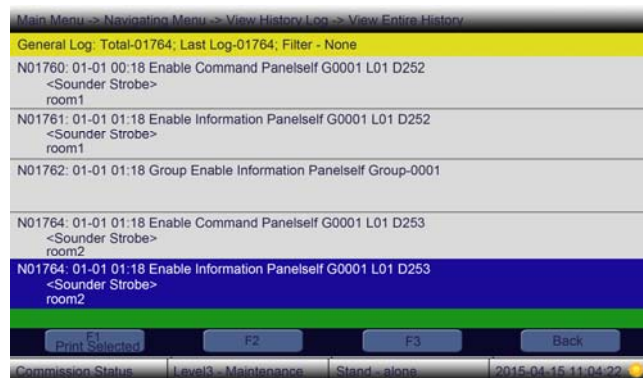 Main Menu -> Navigating Menu -> View History Log -> View Entire History
General Log: Total-01764; Last Log-01764; Filter - None
N01760: 01-01 00:18 Enable Command Panelself G0001 L01 D252
<Sounder Strobe>
room1
N01761: 01-01 01:18 Enable Information Panelself G0001 L01 D252
<Sounder Strobe>
room1
N01762: 01-01 01:18 Group Enable Information Panelself Group-0001
N01764: 01-01 01:18 Enable Command Panelself G0001 L01 D253
<Sounder Strobe>
room2
N01764: 01-01 01:18 Enable Information Panelself G0001 L01 D253
<Sounder Strobe>
room2
F1 F2 F3 Back
Print Selected
Commission Status Level3 - Maintenance Stand - alone 2015-04-15 11:04:22